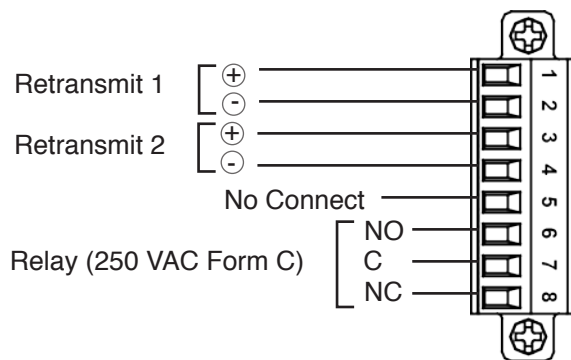 Retransmit 1 + 1
- 2
Retransmit 2 + 3
- 4
No Connect 5
NO 6
Relay (250 VAC Form C) C 7
NC 8